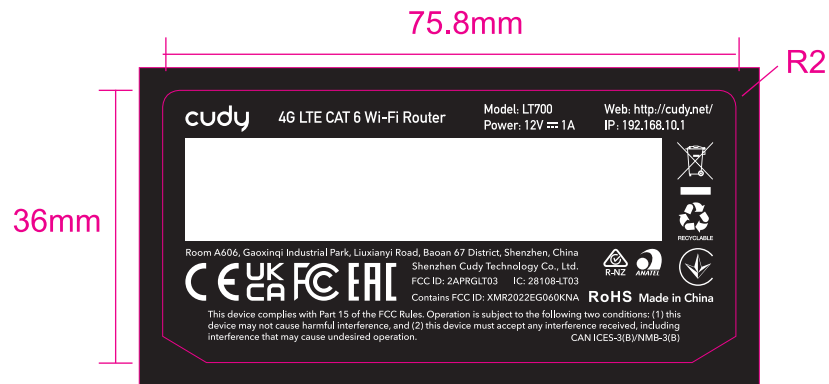 75.8mm
R2
36mm
cudy
4G LTE CAT 6 Wi-Fi Router
Model: LT700
Power: 12V ⎓ 1A
Web: http://cudy.net/
IP: 192.168.10.1
RECYCLABLE
Room A606, Gaoxinqi Industrial Park, Liuxianyi Road, Baoan 67 District, Shenzhen, China
Shenzhen Cudy Technology Co., Ltd.
FCC ID: 2APRGLT03 IC: 28108-LT03
Contains FCC ID: XMR2022EG060KNA
CE UK CA FC EAC
R-NZ
ANATEL
RoHS Made in China
This device complies with Part 15 of the FCC Rules. Operation is subject to the following two conditions: (1) this
device may not cause harmful interference, and (2) this device must accept any interference received, including
interference that may cause undesired operation.
CAN ICES-3(B)/NMB-3(B)